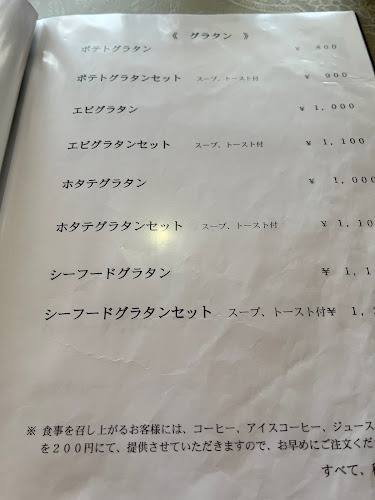 《 グラタン 》
ポテトグラタン ￥ 800
ポテトグラタンセット スープ、トースト付 ￥ 900
エビグラタン ￥ 1,000
エビグラタンセット スープ、トースト付 ￥ 1,100
ホタテグラタン ￥ 1,000
ホタテグラタンセット スープ、トースト付 ￥ 1,10
シーフードグラタン ￥ 1,1
シーフードグラタンセット スープ、トースト付￥ 1,
※ 食事を召し上がるお客様には、コーヒー、アイスコーヒー、ジュース
を２００円にて、提供させていただきますので、お早めにご注文くだ
すべて、